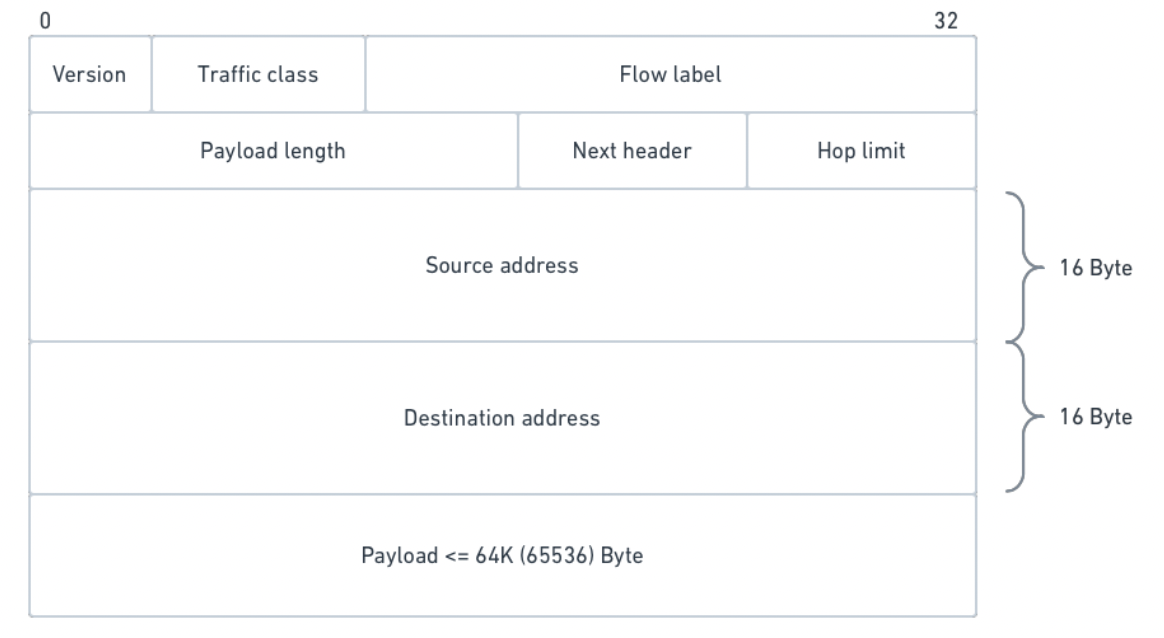 0 32
Version Traffic class Flow label
Payload length Next header Hop limit
Source address 16 Byte
Destination address 16 Byte
Payload <= 64K (65536) Byte